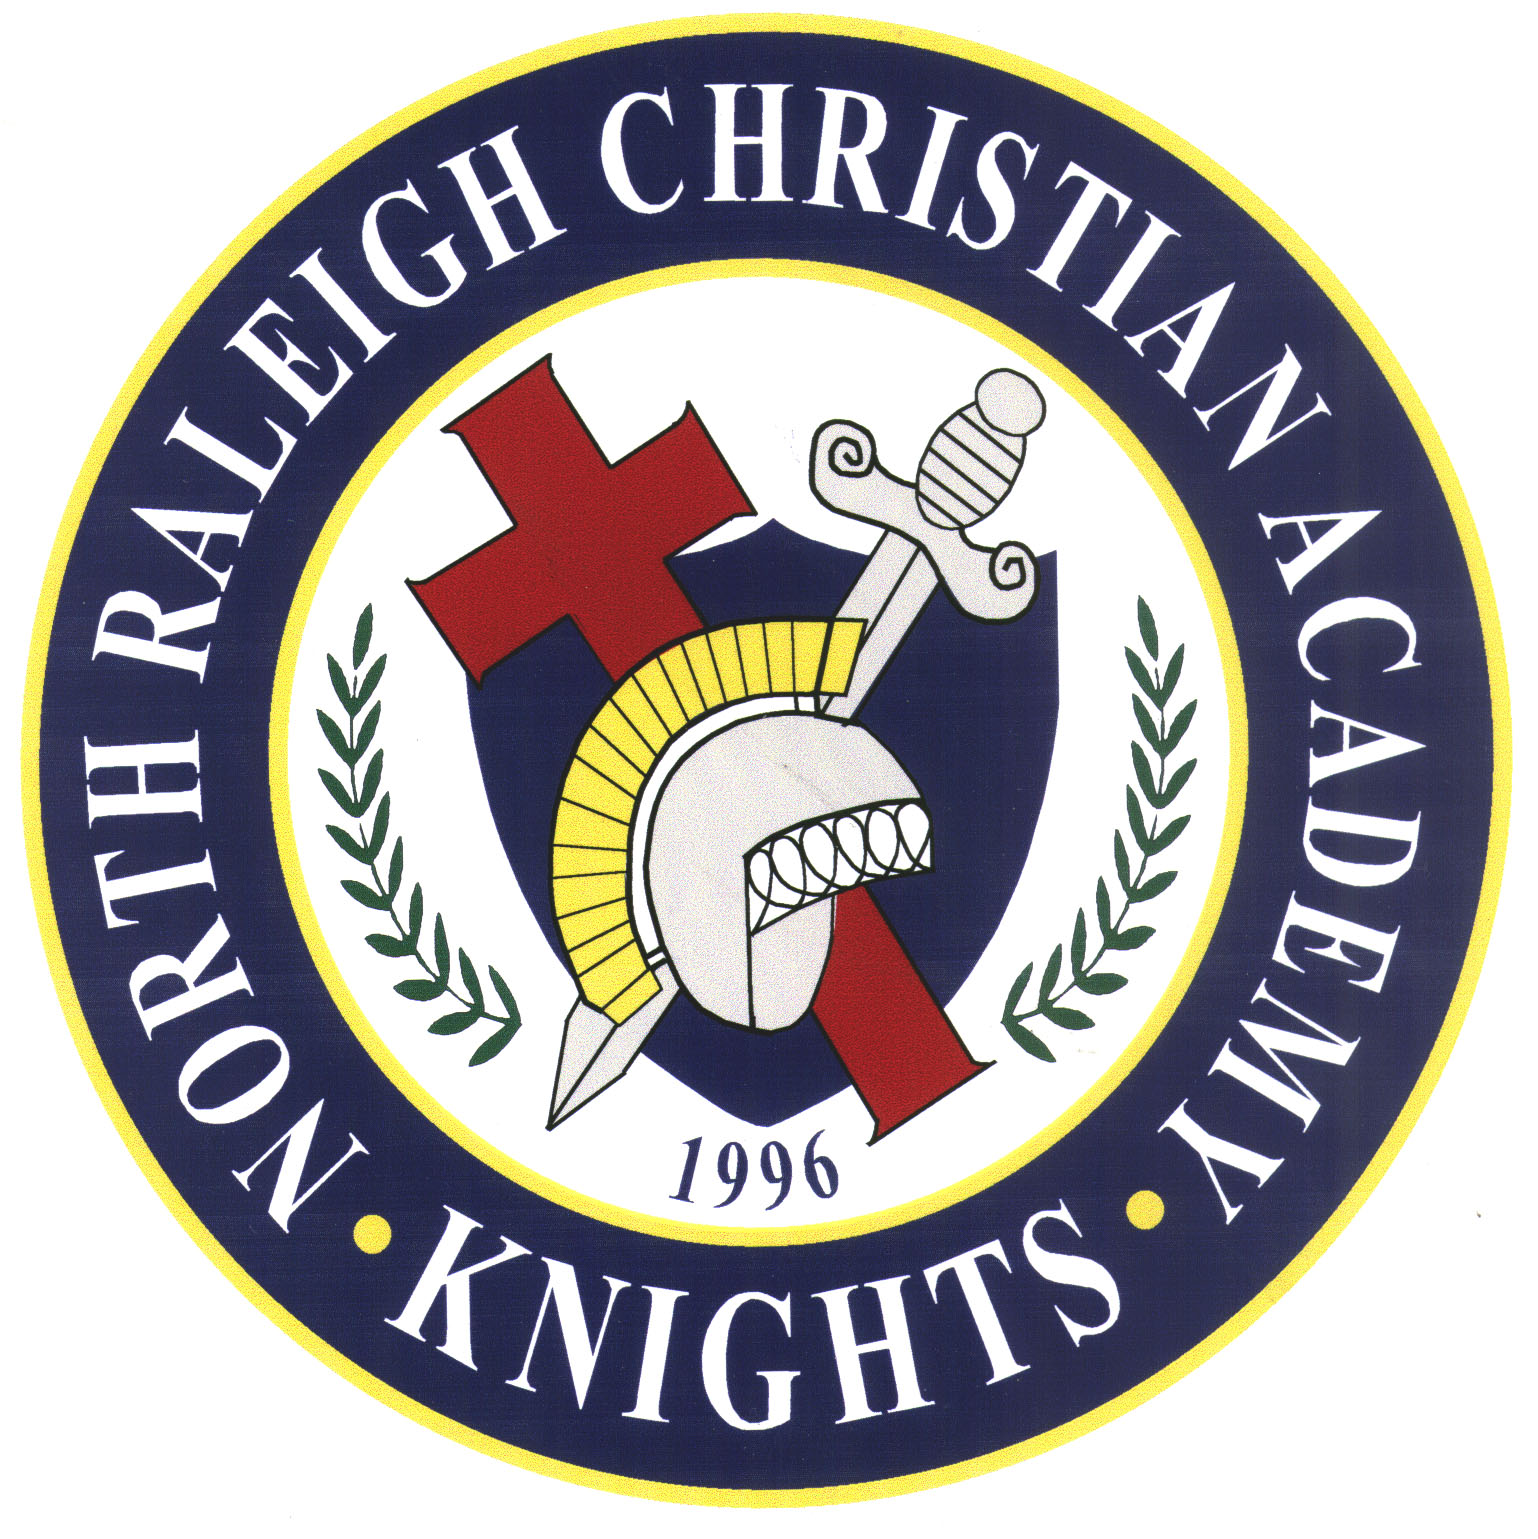 NORTH RALEIGH CHRISTIAN ACADEMY
1996
• KNIGHTS •